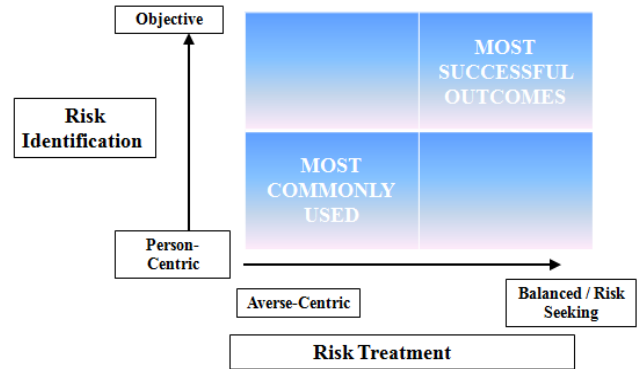 Objective
MOST
SUCCESSFUL
OUTCOMES
Risk
Identification
MOST
COMMONLY
USED
Person-
Centric
Averse-Centric
Balanced / Risk
Seeking
Risk Treatment